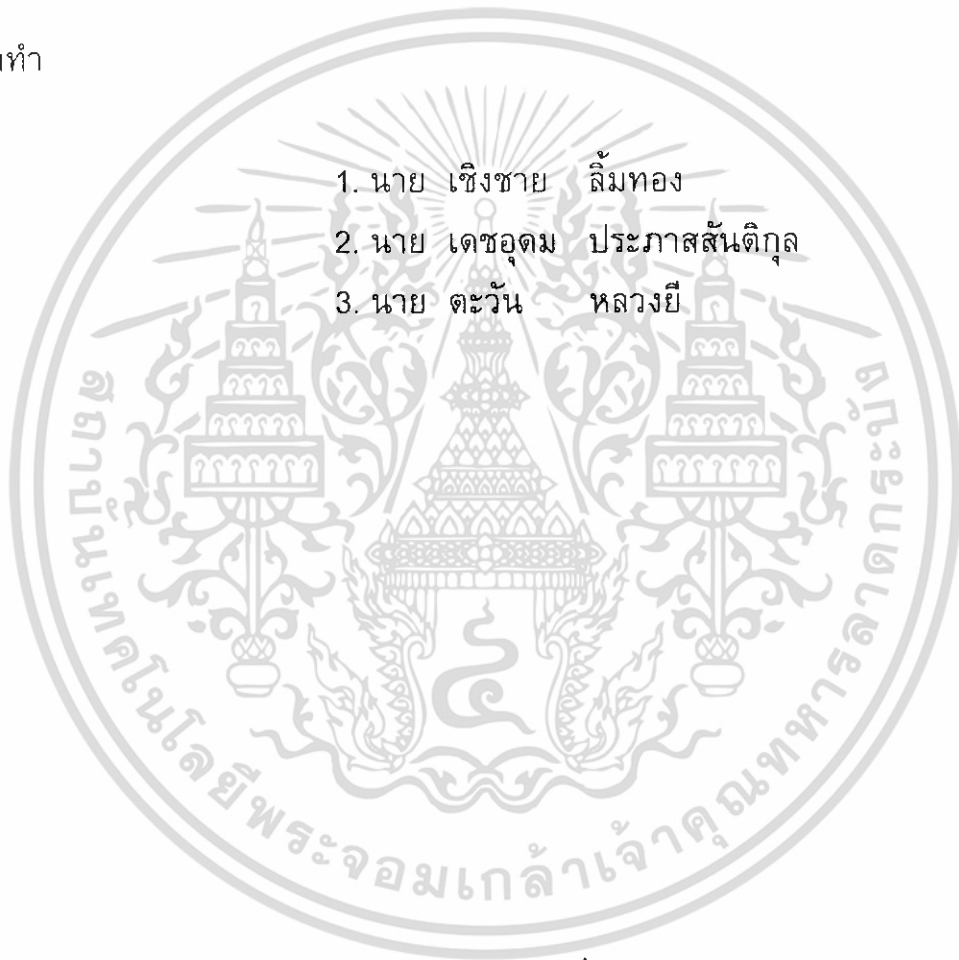 1. นาย เชิงชาย ลิ้มทอง
2. นาย เดชอุดม ประภาสสันติกุล
3. นาย ตะวัน หลวงยี
สถาบันเทคโนโลยีพระจอมเกล้าเจ้าคุณทหารลาดกระบัง